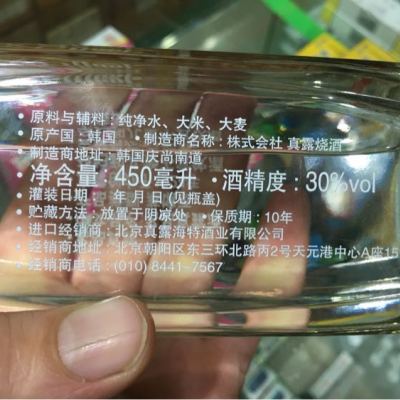 • 原料与辅料 : 纯净水、大米、大麦
• 原产国 : 韩国 • 制造商名称 : 株式会社 真露烧酒
• 制造商地址 : 韩国庆尚南道
• 净含量 : 450毫升 • 酒精度 : 30%vol
• 灌装日期 : 年 月 日 (见瓶盖)
• 贮藏方法 : 放置于阴凉处 • 保质期 : 10年
• 进口经销商 : 北京真露海特酒业有限公司
• 经销商地址 : 北京朝阳区东三环北路丙2号天元港中心A座15
• 经销商电话 : (010) 8441-7567